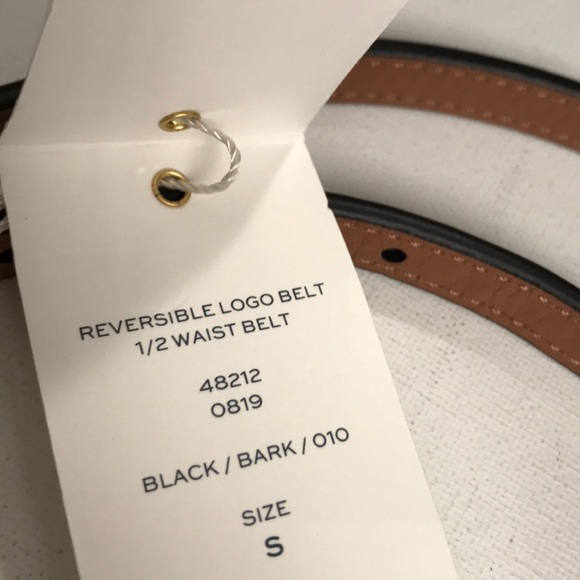 REVERSIBLE LOGO BELT
1/2 WAIST BELT
48212
0819
BLACK / BARK / 010
SIZE
S